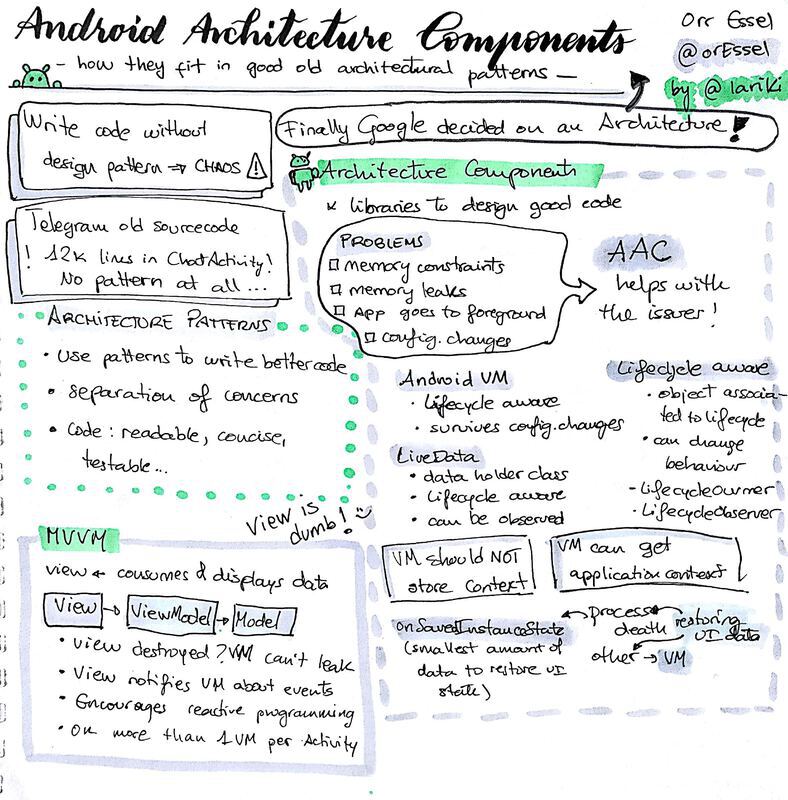 Android Architecture Components
- how they fit in good old architectural patterns -
Orr Essel
@orEssel
by @lariki
Write code without
design pattern → CHAOS
Finally Google decided on an Architecture!
Telegram old sourcecode
! 12k lines in ChatActivity!
No pattern at all ...
Architecture Components
libraries to design good code
PROBLEMS
memory constraints
memory leaks
App goes to foreground
config. changes
AAC
helps with
the issues!
ARCHITECTURE PATTERNS
• Use patterns to write better code
• Separation of concerns
• Code: readable, concise,
testable...
Android VM
• Lifecycle aware
• survives config. changes
LiveData
• data holder class
• Lifecycle aware
• can be observed
Lifecycle aware
• object associa-
ted to lifecycle
• can change
behaviour
- LifecycleOwner
- LifecycleObserver
View is
dumb! :)
MVVM
view ← consumes & displays data
View → ViewModel → Model
• View destroyed? VM can't leak
• View notifies VM about events
• Encourages reactive programming
• OK more than 1 VM per Activity
VM should NOT
store Context
VM can get
application context
onSavedInstanceState
(smallest amount of
data to restore UI
state)
← Process ← restoring
death UI data
other → VM